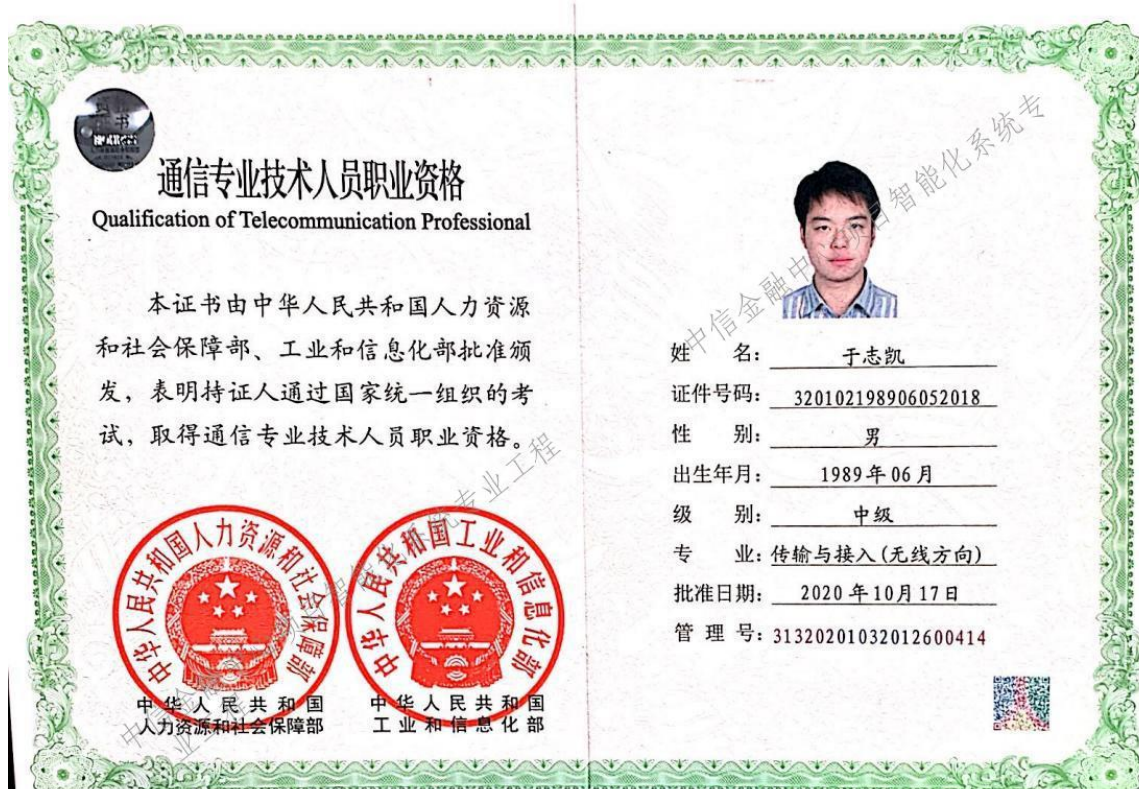 通信专业技术人员职业资格
Qualification of Telecommunication Professional
本证书由中华人民共和国人力资源
和社会保障部、工业和信息化部批准颁
发，表明持证人通过国家统一组织的考
试，取得通信专业技术人员职业资格。
中华人民共和国人力资源和社会保障部
中华人民共和国工业和信息化部
中华人民共和国
人力资源和社会保障部
中华人民共和国
工业和信息化部
姓名：于志凯
证件号码：320102198906052018
性别：男
出生年月：1989年06月
级别：中级
专业：传输与接入(无线方向)
批准日期：2020年10月17日
管理号：31320201032012600414